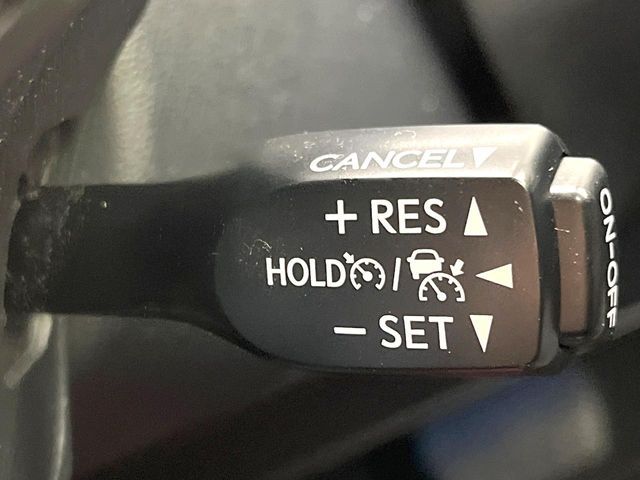 CANCEL▼
+ RES ▲
HOLD / ◀
− SET ▼
ON-OFF